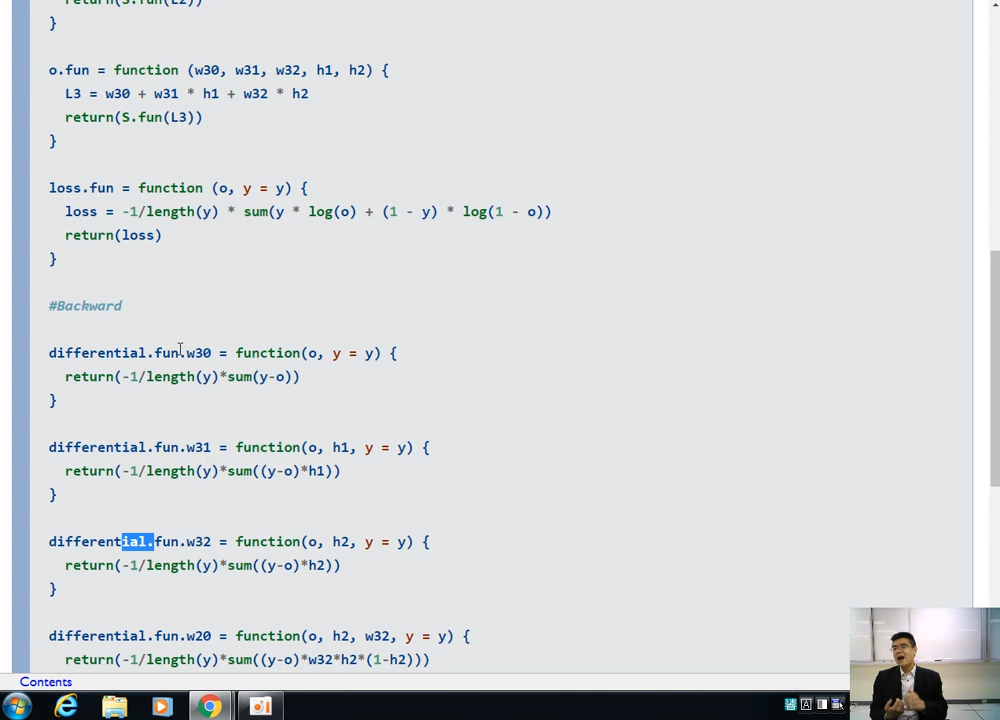 return(S.fun(L2))
}
o.fun = function (w30, w31, w32, h1, h2) {
L3 = w30 + w31 * h1 + w32 * h2
return(S.fun(L3))
}
loss.fun = function (o, y = y) {
loss = -1/length(y) * sum(y * log(o) + (1 - y) * log(1 - o))
return(loss)
}
#Backward
differential.fun.w30 = function(o, y = y) {
return(-1/length(y)*sum(y-o))
}
differential.fun.w31 = function(o, h1, y = y) {
return(-1/length(y)*sum((y-o)*h1))
}
differential.fun.w32 = function(o, h2, y = y) {
return(-1/length(y)*sum((y-o)*h2))
}
differential.fun.w20 = function(o, h2, w32, y = y) {
return(-1/length(y)*sum((y-o)*w32*h2*(1-h2)))
Contents